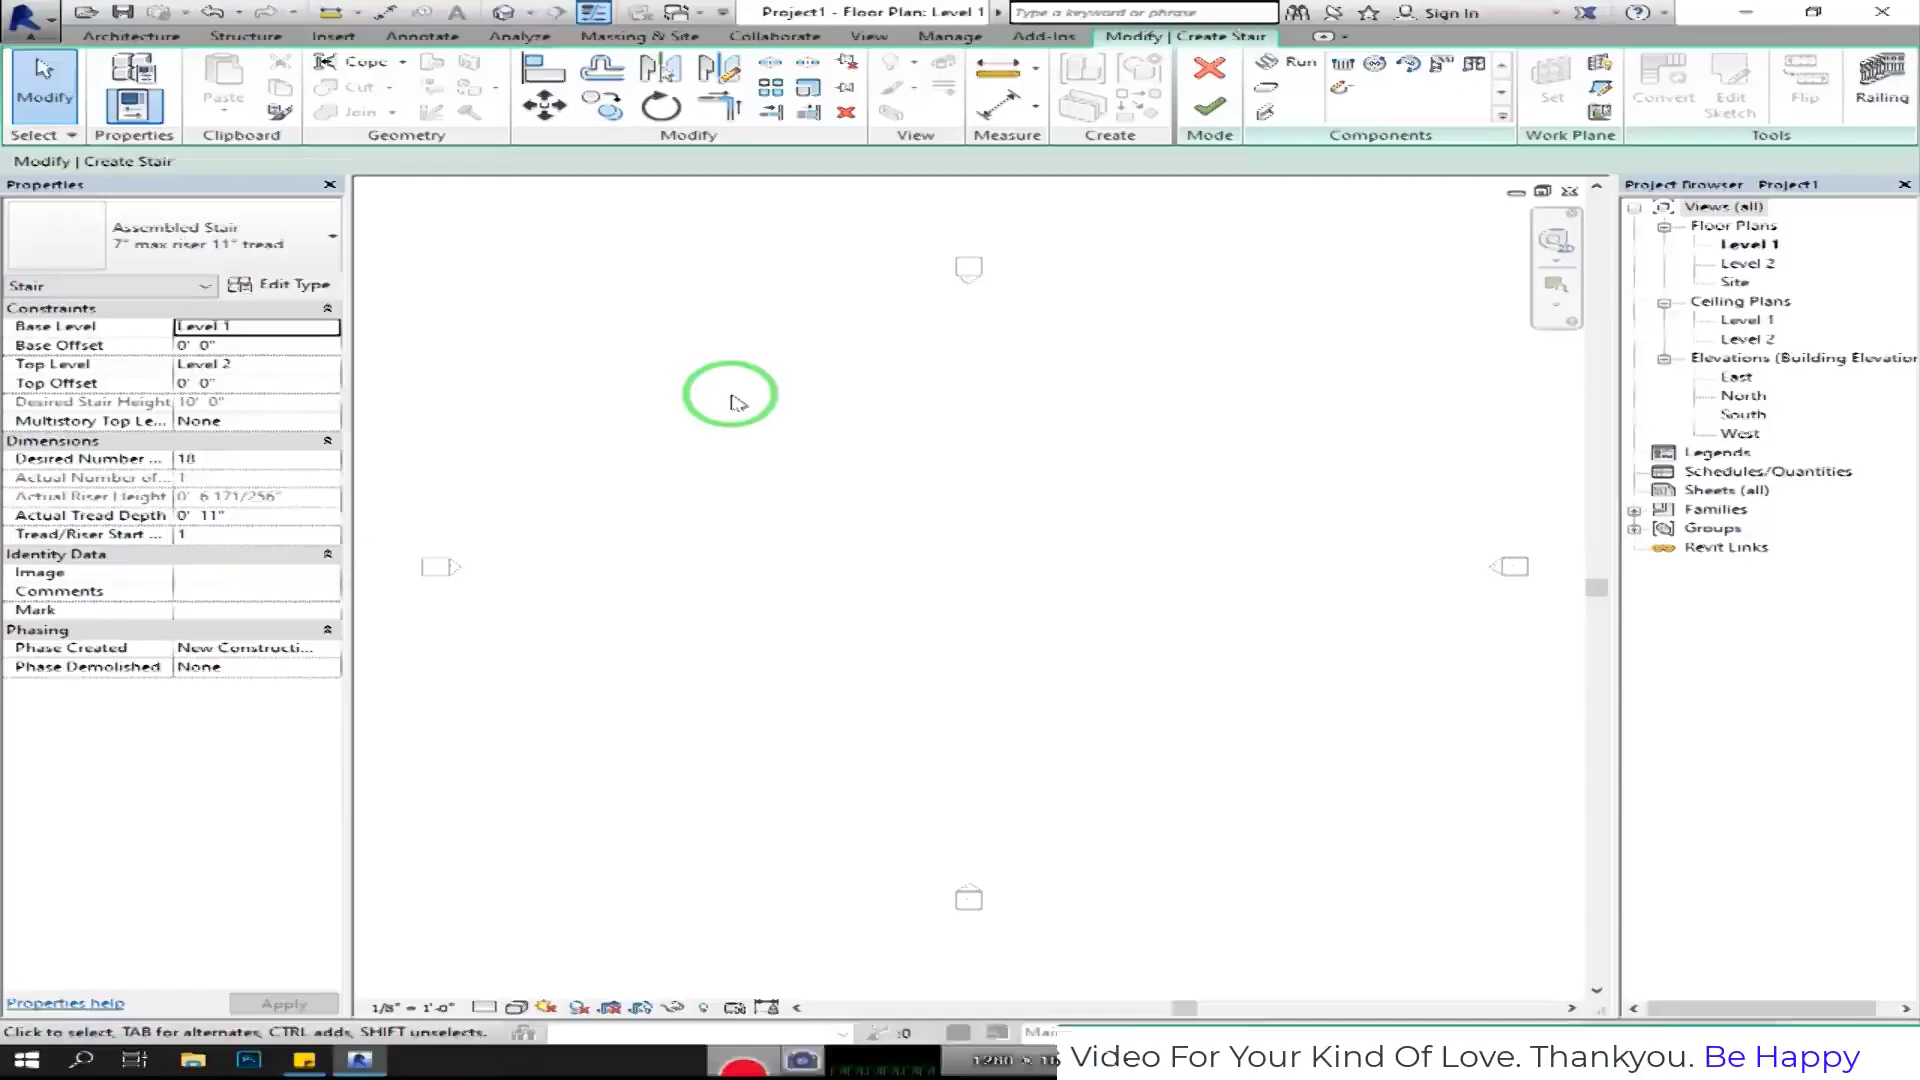 Project1 - Floor Plan: Level 1
Type a keyword or phrase
Sign In
Architecture Structure Insert Annotate Analyze Massing & Site Collaborate View Manage Add-Ins Modify | Create Stair
Modify
Paste
Cope
Cut
Join
Run
Set
Convert
Edit
Sketch
Flip
Railing
Select Properties Clipboard Geometry Modify View Measure Create Mode Components Work Plane Tools
Modify | Create Stair
Properties
Assembled Stair
7" max riser 11" tread
Stair
Edit Type
Constraints
Base Level Level 1
Base Offset 0' 0"
Top Level Level 2
Top Offset 0' 0"
Desired Stair Height 10' 0"
Multistory Top Le... None
Dimensions
Desired Number ... 18
Actual Number of... 1
Actual Riser Height 0' 6 171/256"
Actual Tread Depth 0' 11"
Tread/Riser Start ... 1
Identity Data
Image
Comments
Mark
Phasing
Phase Created New Constructi...
Phase Demolished None
Properties help
Apply
1/8" = 1'-0"
Project Browser Project1
Views (all)
Floor Plans
Level 1
Level 2
Site
Ceiling Plans
Level 1
Level 2
Elevations (Building Elevation
East
North
South
West
Legends
Schedules/Quantities
Sheets (all)
Families
Groups
Revit Links
Click to select, TAB for alternates, CTRL adds, SHIFT unselects.
:0
Mai
Video For Your Kind Of Love. Thankyou. Be Happy